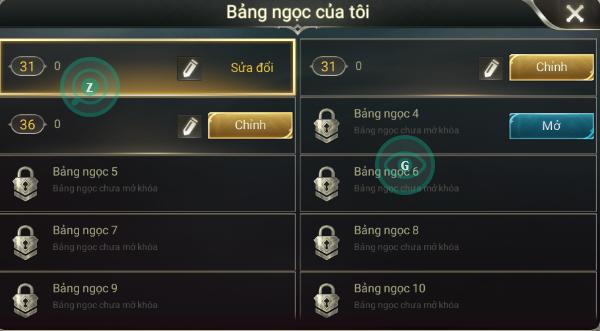 Bảng ngọc của tôi
31 0 Sửa đổi
31 0 Chỉnh
36 0 Chỉnh
Bảng ngọc 4
Bảng ngọc chưa mở khóa
Mở
Z
G
Bảng ngọc 5
Bảng ngọc chưa mở khóa
Bảng ngọc 6
Bảng ngọc chưa mở khóa
Bảng ngọc 7
Bảng ngọc chưa mở khóa
Bảng ngọc 8
Bảng ngọc chưa mở khóa
Bảng ngọc 9
Bảng ngọc chưa mở khóa
Bảng ngọc 10
Bảng ngọc chưa mở khóa